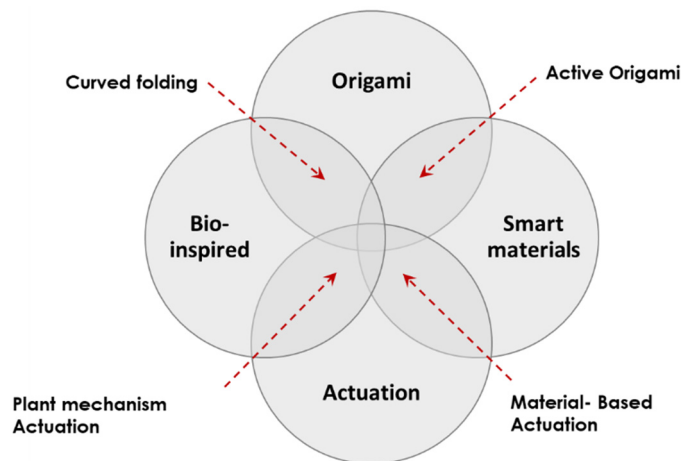 Curved folding
Origami
Active Origami
Bio-
inspired
Smart
materials
Plant mechanism
Actuation
Actuation
Material- Based
Actuation